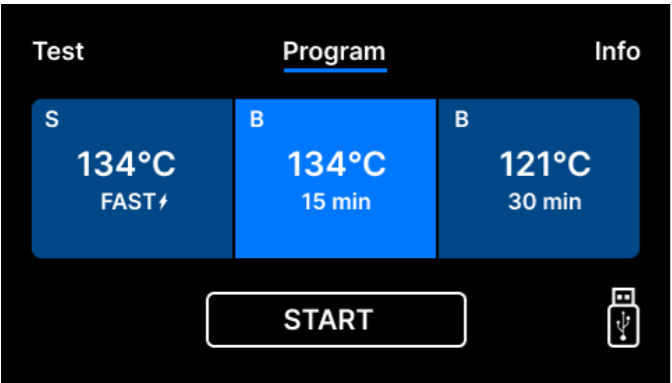 Test Program Info
S B B
134°C 134°C 121°C
FAST⚡ 15 min 30 min
START